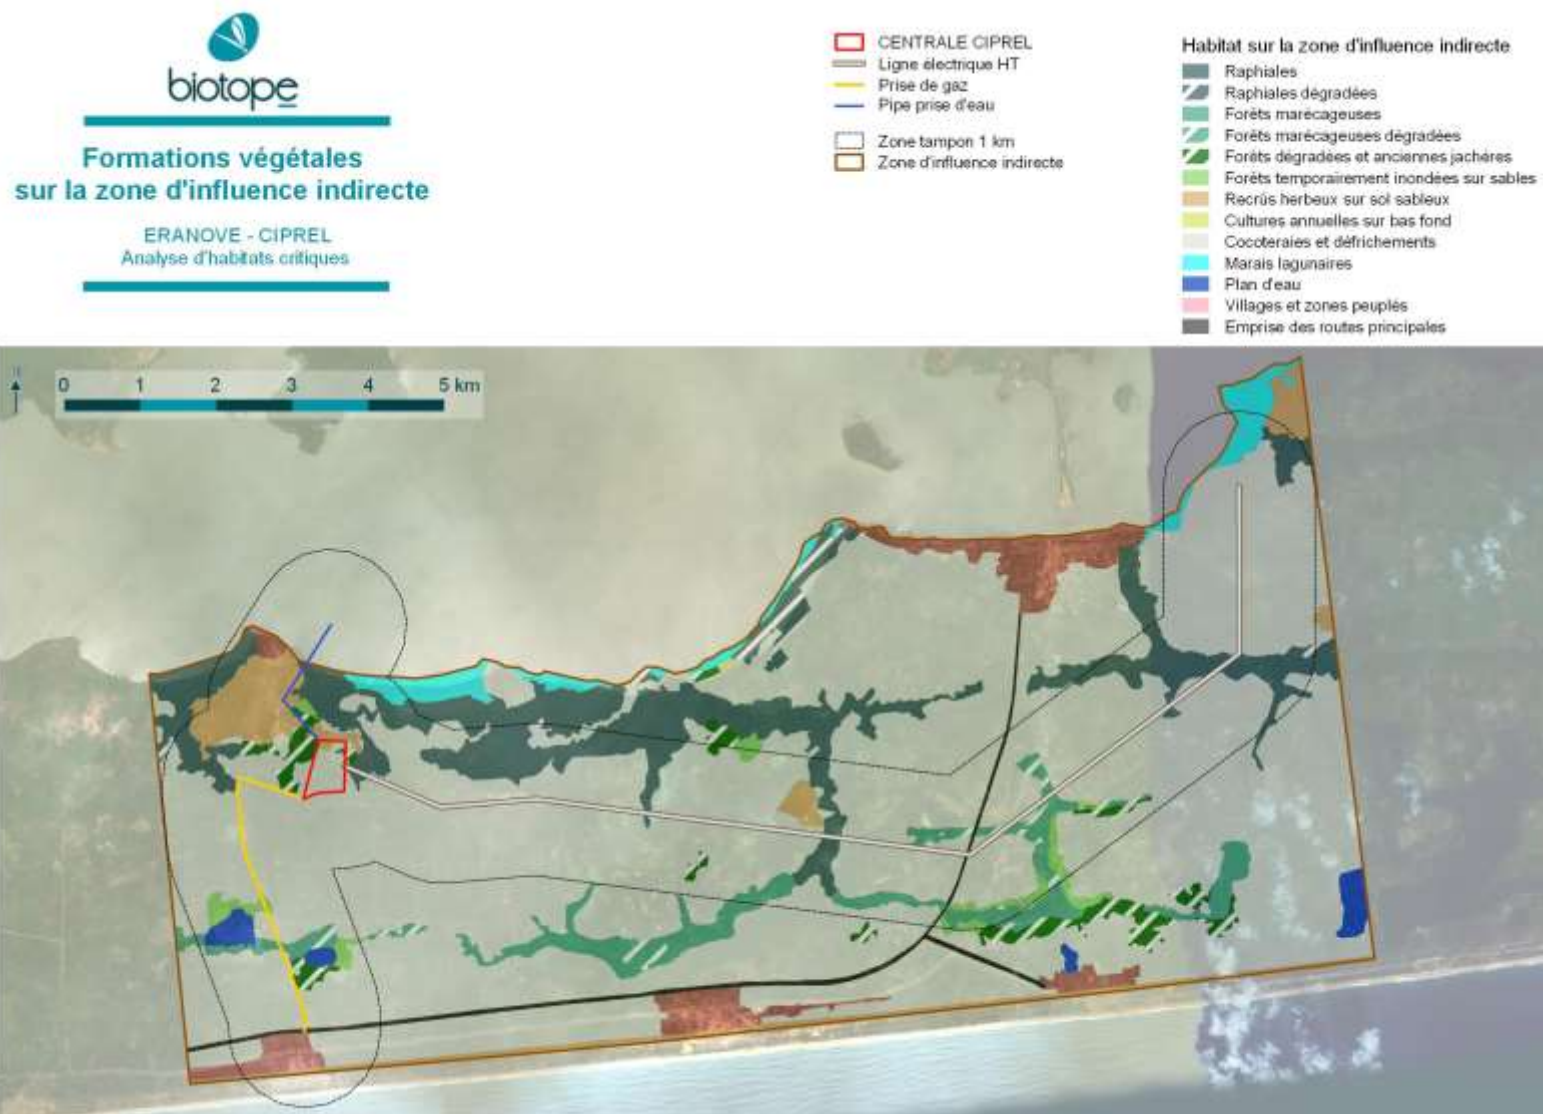 biotope
Formations végétales
sur la zone d'influence indirecte
ERANOVE - CIPREL
Analyse d'habitats critiques
CENTRALE CIPREL
Ligne électrique HT
Prise de gaz
Pipe prise d'eau
Zone tampon 1 km
Zone d'influence indirecte
Habitat sur la zone d'influence indirecte
Raphiales
Raphiales dégradées
Forêts marécageuses
Forêts marécageuses dégradées
Forêts dégradées et anciennes jachères
Forêts temporairement inondées sur sables
Recrûs herbeux sur sol sableux
Cultures annuelles sur bas fond
Cocoteraies et défrichements
Marais lagunaires
Plan d'eau
Villages et zones peuplés
Emprise des routes principales
0 1 2 3 4 5 km